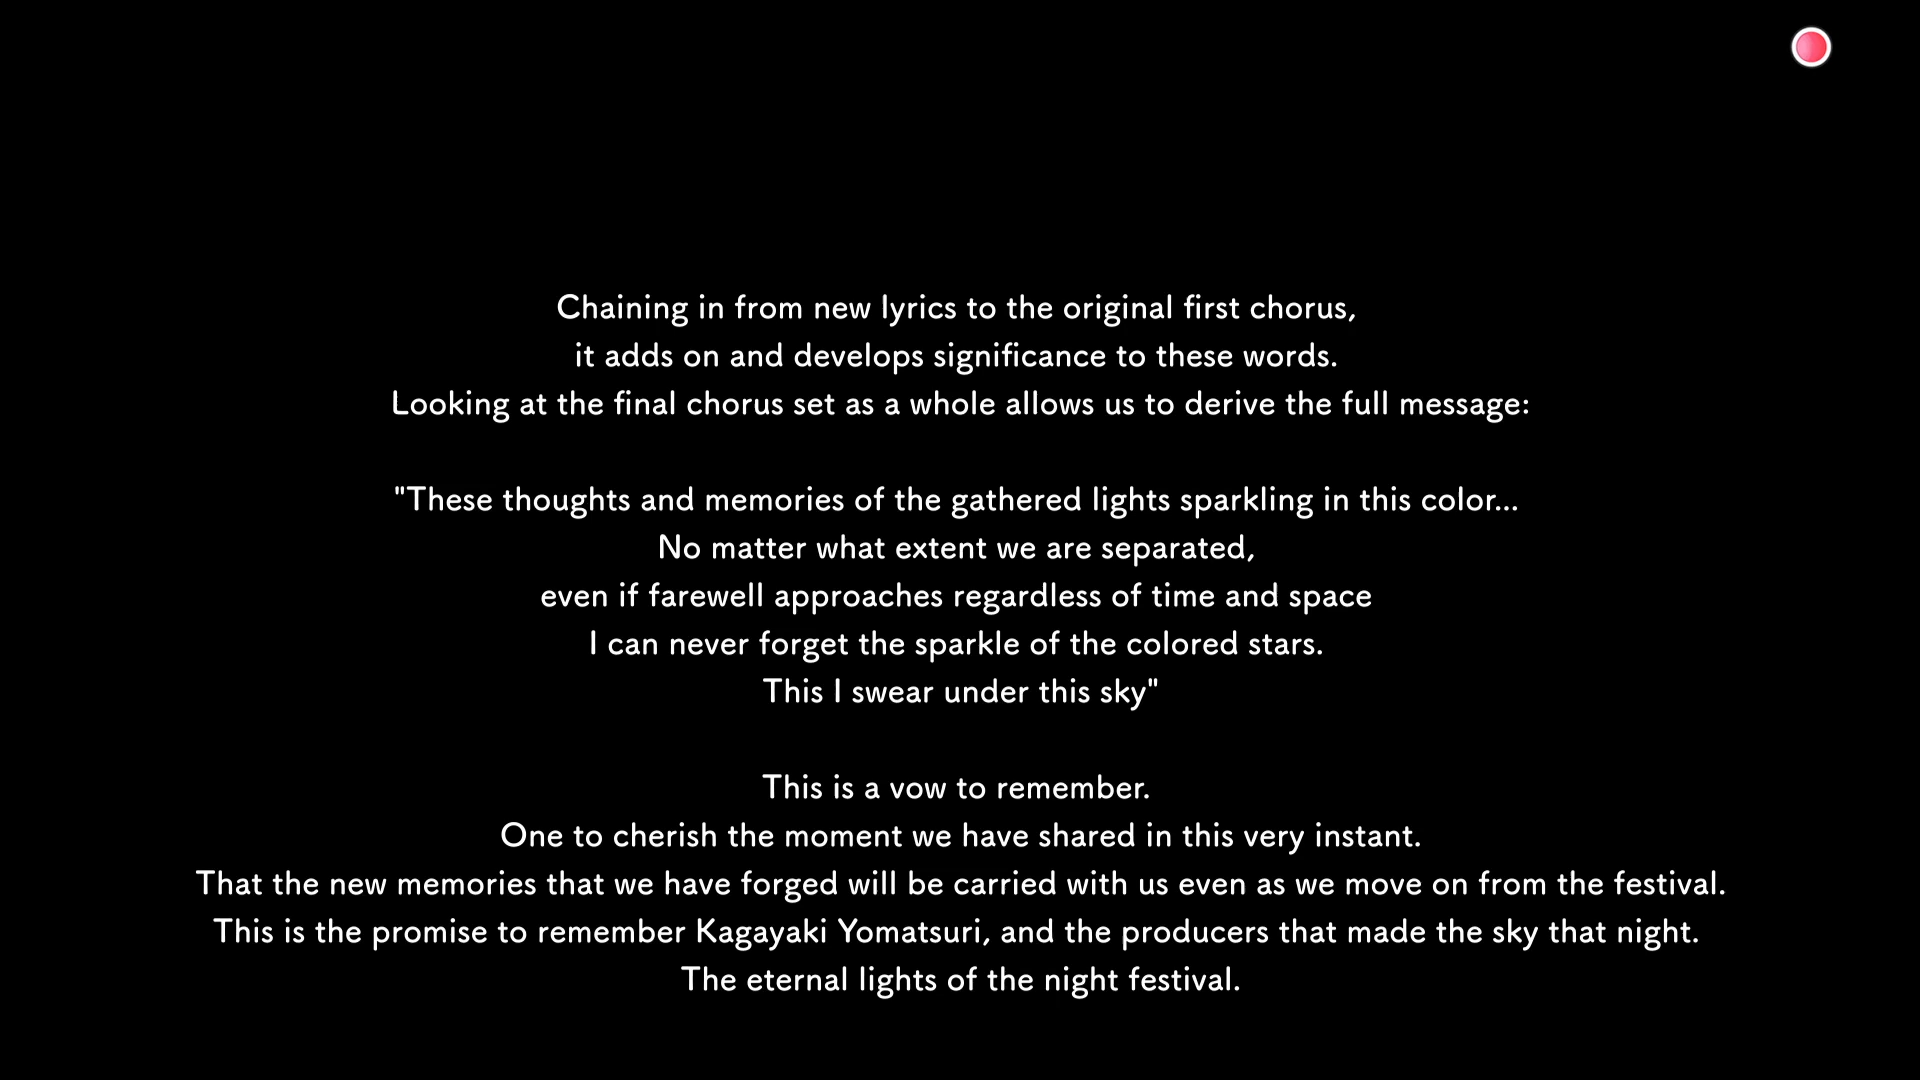 Chaining in from new lyrics to the original first chorus,
it adds on and develops significance to these words.
Looking at the final chorus set as a whole allows us to derive the full message:
"These thoughts and memories of the gathered lights sparkling in this color...
No matter what extent we are separated,
even if farewell approaches regardless of time and space
I can never forget the sparkle of the colored stars.
This I swear under this sky"
This is a vow to remember.
One to cherish the moment we have shared in this very instant.
That the new memories that we have forged will be carried with us even as we move on from the festival.
This is the promise to remember Kagayaki Yomatsuri, and the producers that made the sky that night.
The eternal lights of the night festival.